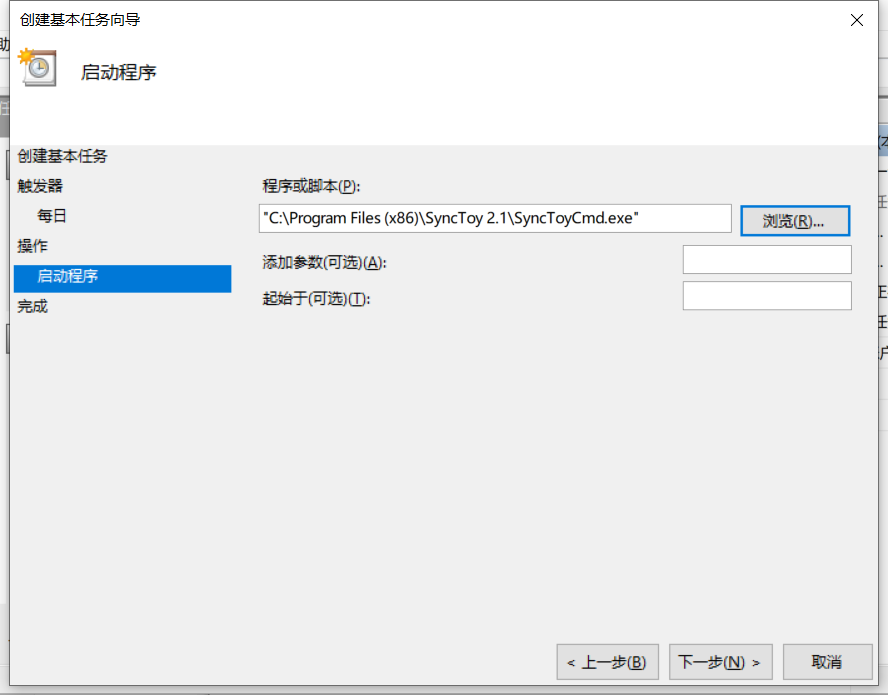 创建基本任务向导
启动程序
创建基本任务
触发器
每日
操作
启动程序
完成
程序或脚本(P):
"C:\Program Files (x86)\SyncToy 2.1\SyncToyCmd.exe"
浏览(R)...
添加参数(可选)(A):
起始于(可选)(T):
< 上一步(B)
下一步(N) >
取消